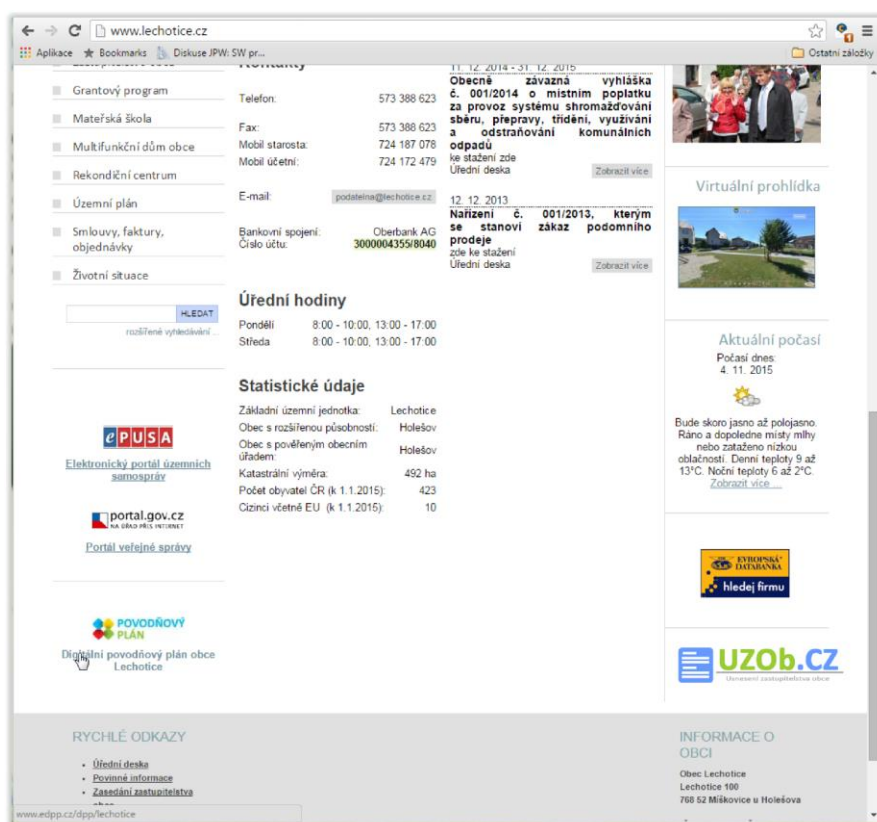 www.lechotice.cz
Aplikace Bookmarks Diskuse JPW: SW pr... Ostatní záložky
Grantový program
Mateřská škola
Multifunkční dům obce
Rekondiční centrum
Územní plán
Smlouvy, faktury,
objednávky
Životní situace
HLEDAT
rozšířené vyhledávání ...
ePUSA
Elektronický portál územních
samospráv
portal.gov.cz
NA ÚŘAD PŘES INTERNET
Portál veřejné správy
POVODŇOVÝ
PLÁN
Digitální povodňový plán obce
Lechotice
Kontakty
Telefon: 573 388 623
Fax: 573 388 623
Mobil starosta: 724 187 078
Mobil účetní: 724 172 479
E-mail: podatelna@lechotice.cz
Bankovní spojení: Oberbank AG
Číslo účtu: 3000004355/8040
Úřední hodiny
Pondělí 8:00 - 10:00, 13:00 - 17:00
Středa 8:00 - 10:00, 13:00 - 17:00
Statistické údaje
Základní územní jednotka: Lechotice
Obec s rozšířenou působností: Holešov
Obec s pověřeným obecním
úřadem: Holešov
Katastrální výměra: 492 ha
Počet obyvatel ČR (k 1.1.2015): 423
Cizinci včetně EU (k 1.1.2015): 10
11. 12. 2014 - 31. 12. 2015
Obecně závazná vyhláška
č. 001/2014 o místním poplatku
za provoz systému shromažďování
sběru, přepravy, třídění, využívání
a odstraňování komunálních
odpadů
ke stažení zde
Úřední deska Zobrazit více
12. 12. 2013
Nařízení č. 001/2013, kterým
se stanoví zákaz podomního
prodeje
zde ke stažení
Úřední deska Zobrazit více
Virtuální prohlídka
Aktuální počasí
Počasí dnes:
4. 11. 2015
Bude skoro jasno až polojasno.
Ráno a dopoledne místy mlhy
nebo zataženo nízkou
oblačností. Denní teploty 9 až
13°C. Noční teploty 6 až 2°C.
Zobrazit více ...
EVROPSKÁ
DATABANKA
hledej firmu
UZOb.CZ
Usnesení zastupitelstva obce
RYCHLÉ ODKAZY
Úřední deska
Povinné informace
Zasedání zastupitelstva
obce
INFORMACE O
OBCI
Obec Lechotice
Lechotice 100
768 52 Míškovice u Holešova
www.edpp.cz/dpp/lechotice